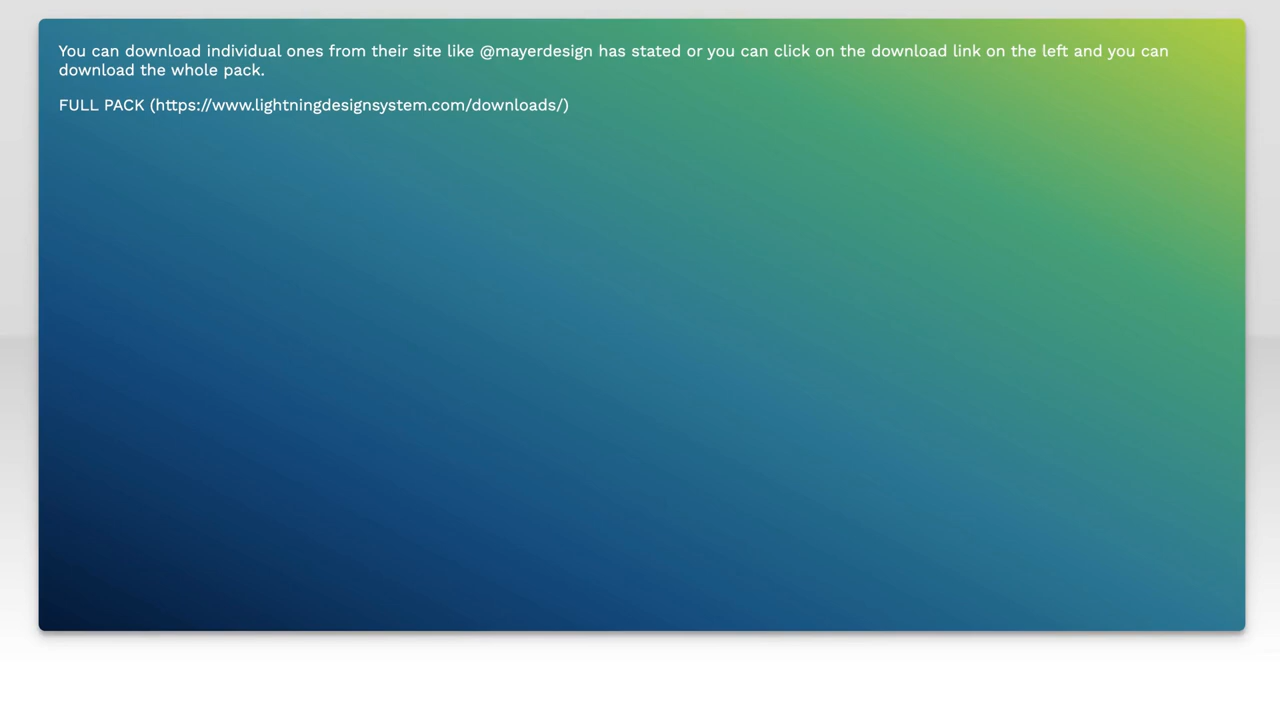 You can download individual ones from their site like @mayerdesign has stated or you can click on the download link on the left and you can
download the whole pack.
FULL PACK (https://www.lightningdesignsystem.com/downloads/)